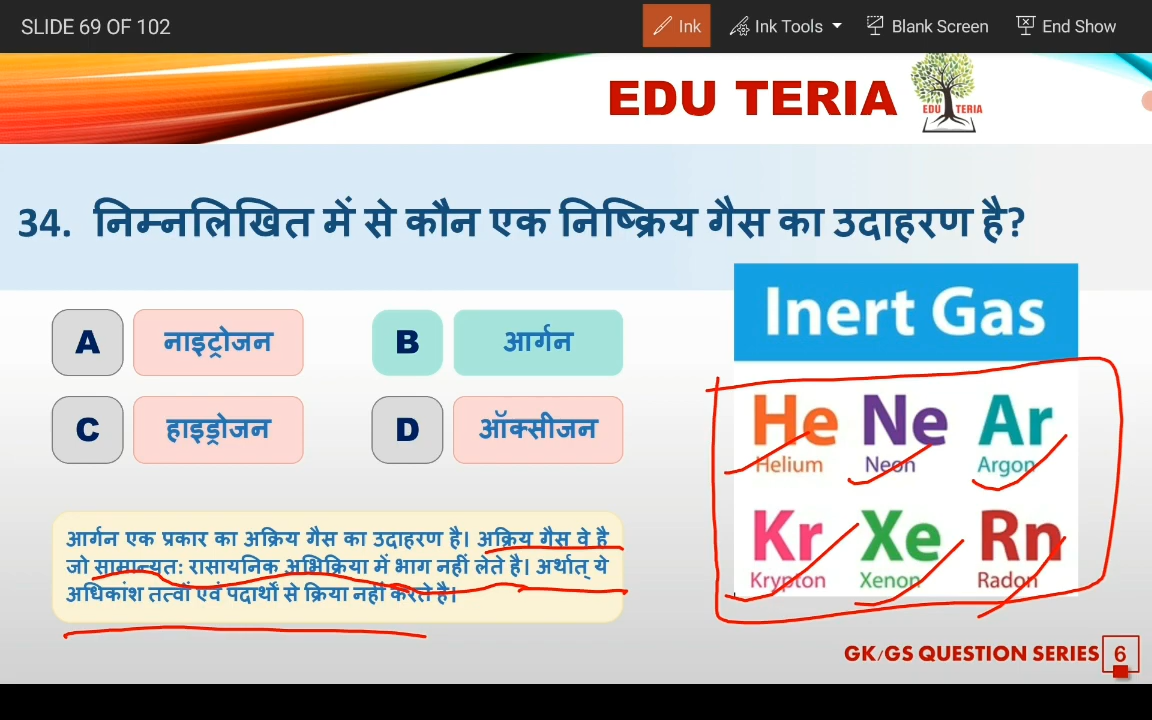 SLIDE 69 OF 102
Ink
Ink Tools
Blank Screen
End Show
EDU TERIA
EDU TERIA
34. निम्नलिखित में से कौन एक निष्क्रिय गैस का उदाहरण है?
A नाइट्रोजन
B आर्गन
C हाइड्रोजन
D ऑक्सीजन
आर्गन एक प्रकार का अक्रिय गैस का उदाहरण है। अक्रिय गैस वे है
जो सामान्यत: रासायनिक अभिक्रिया में भाग नहीं लेते है। अर्थात् ये
अधिकांश तत्वों एवं पदार्थों से क्रिया नहीं करते है।
Inert Gas
He Ne Ar
Helium Neon Argon
Kr Xe Rn
Krypton Xenon Radon
GK/GS QUESTION SERIES 6